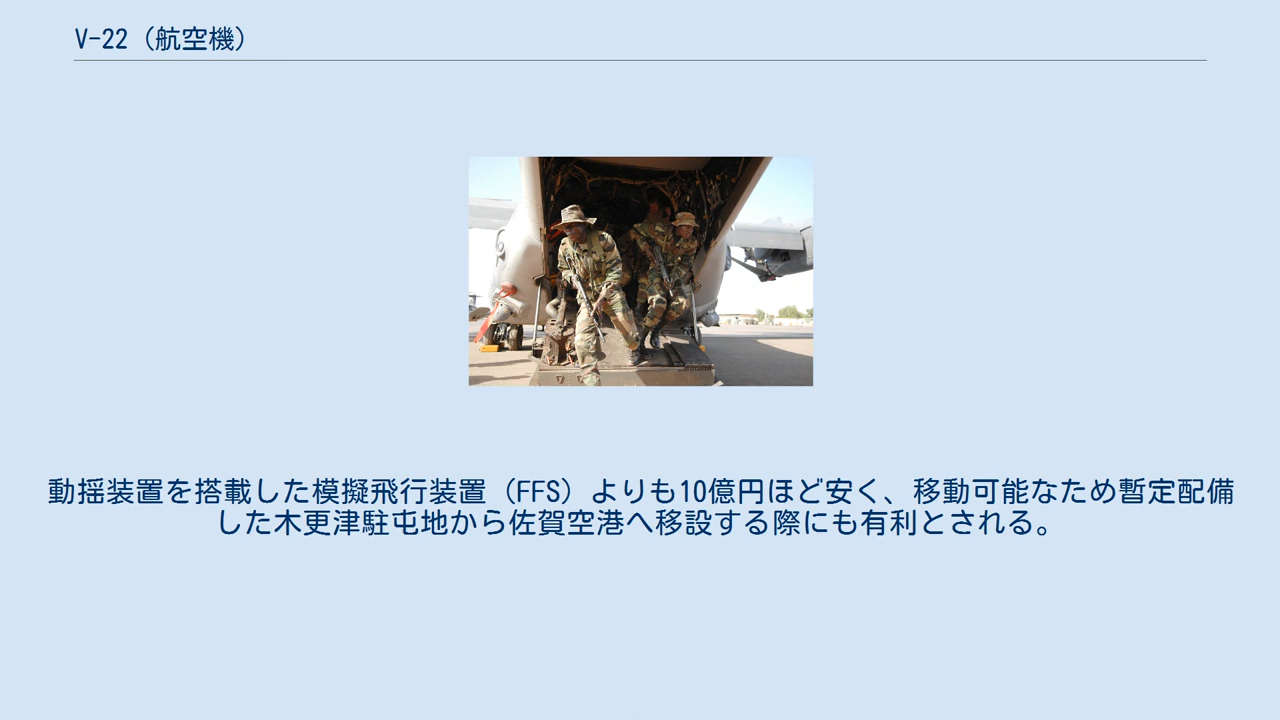 V-22（航空機）
動揺装置を搭載した模擬飛行装置（FFS）よりも10億円ほど安く、移動可能なため暫定配備
した木更津駐屯地から佐賀空港へ移設する際にも有利とされる。